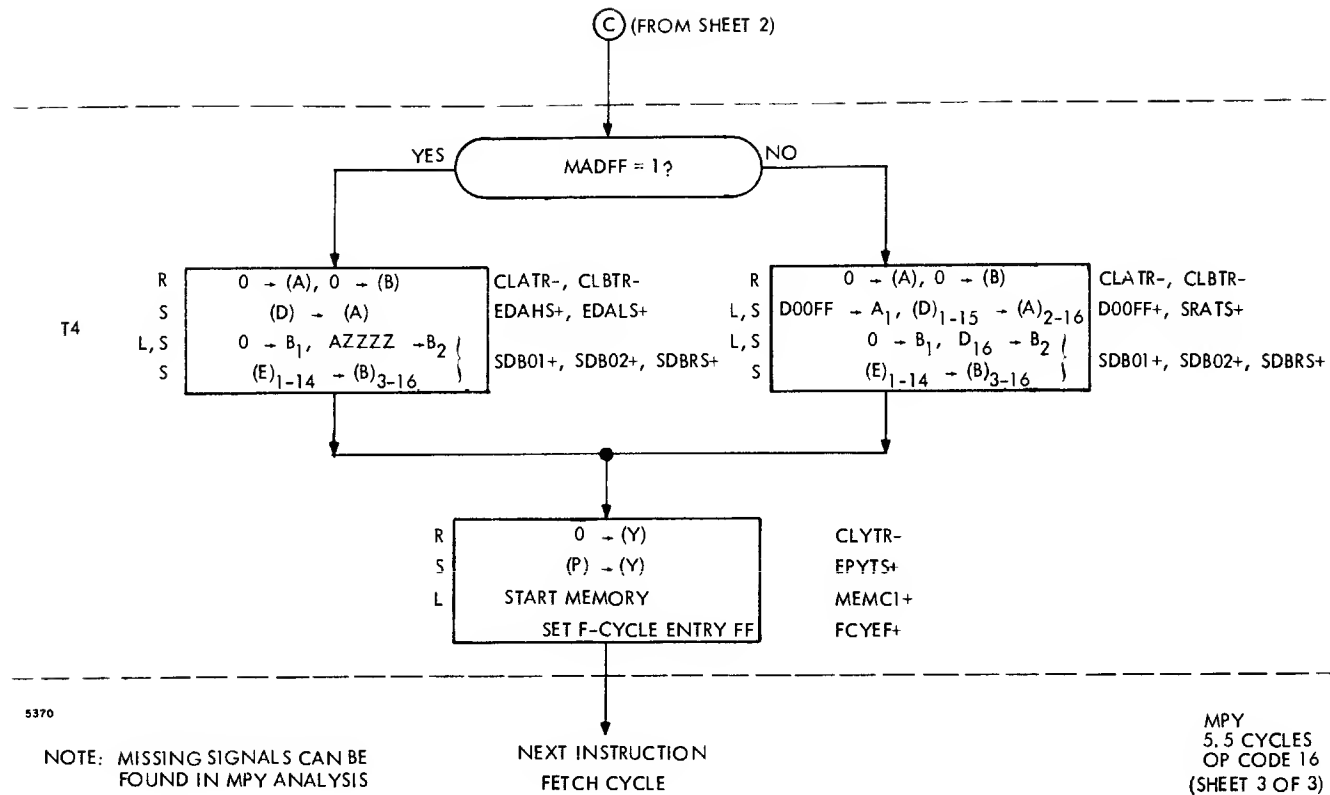 C (FROM SHEET 2)
YES
MADFF = 1?
NO
T4
R 0 → (A), 0 → (B) CLATR-, CLBTR-
S (D) → (A) EDAHS+, EDALS+
L, S 0 → B1, AZZZZ → B2
S (E)1-14 → (B)3-16 } SDB01+, SDB02+, SDBRS+
R 0 → (A), 0 → (B) CLATR-, CLBTR-
L, S D00FF → A1, (D)1-15 → (A)2-16 D00FF+, SRATS+
L, S 0 → B1, D16 → B2
S (E)1-14 → (B)3-16 } SDB01+, SDB02+, SDBRS+
R 0 → (Y) CLYTR-
S (P) → (Y) EPYTS+
L START MEMORY MEMC1+
SET F-CYCLE ENTRY FF FCYEF+
5370
NOTE: MISSING SIGNALS CAN BE
FOUND IN MPY ANALYSIS
NEXT INSTRUCTION
FETCH CYCLE
MPY
5.5 CYCLES
OP CODE 16
(SHEET 3 OF 3)